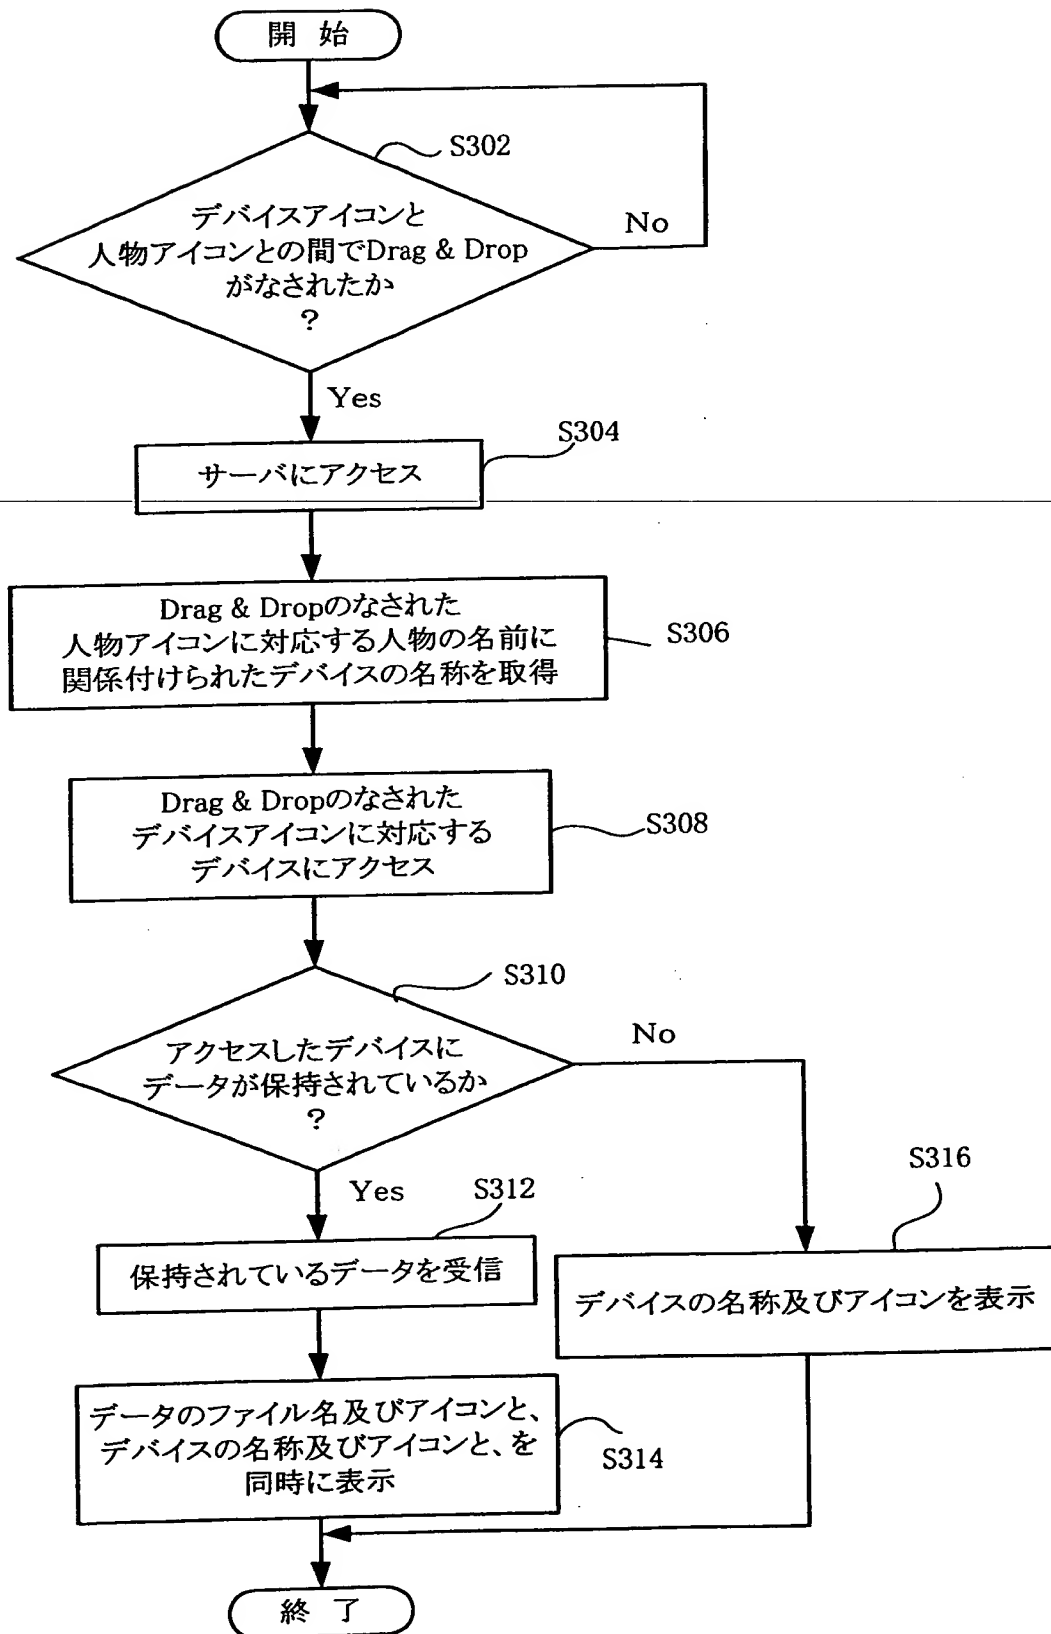 開 始
S302
デバイスアイコンと
人物アイコンとの間でDrag & Drop
がなされたか
?
No
Yes
S304
サーバにアクセス
Drag & Dropのなされた
人物アイコンに対応する人物の名前に
関係付けられたデバイスの名称を取得
S306
Drag & Dropのなされた
デバイスアイコンに対応する
デバイスにアクセス
S308
S310
アクセスしたデバイスに
データが保持されているか
?
No
Yes
S312
S316
保持されているデータを受信
デバイスの名称及びアイコンを表示
データのファイル名及びアイコンと、
デバイスの名称及びアイコンと、を
同時に表示
S314
終 了